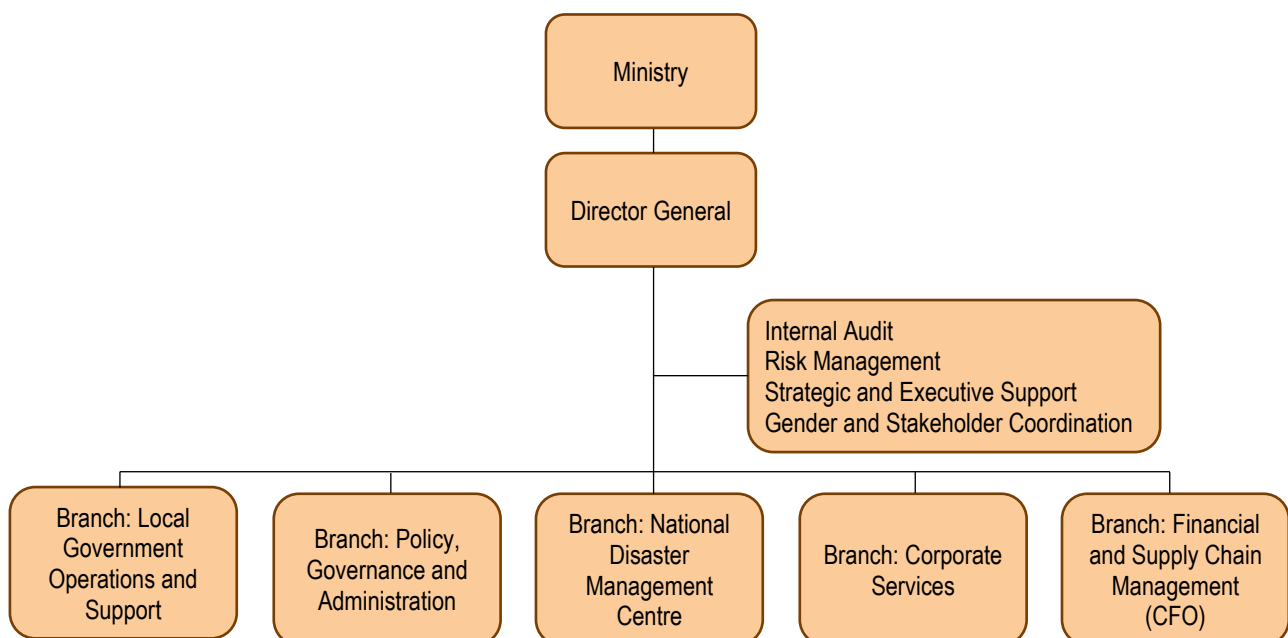 Ministry
Director General
Internal Audit
Risk Management
Strategic and Executive Support
Gender and Stakeholder Coordination
Branch: Local
Government
Operations and
Support
Branch: Policy,
Governance and
Administration
Branch: National
Disaster
Management
Centre
Branch: Corporate
Services
Branch: Financial
and Supply Chain
Management
(CFO)